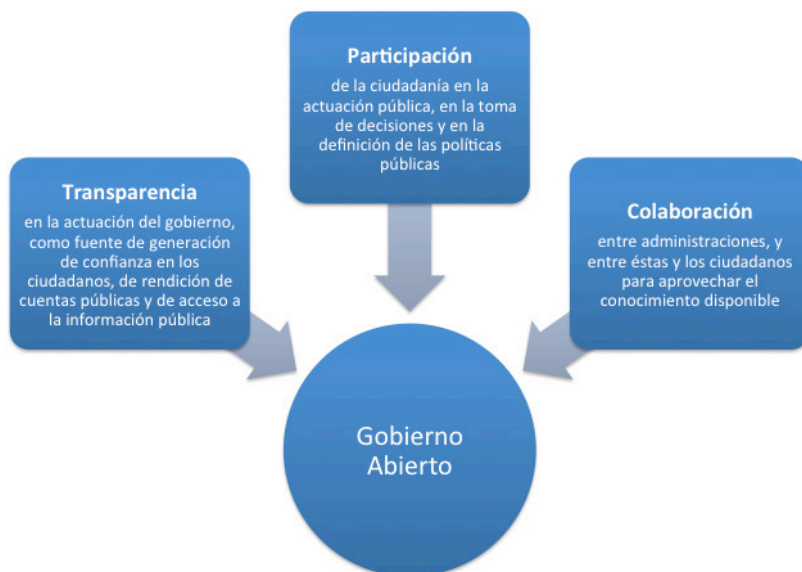 Participación
de la ciudadanía en la
actuación pública, en la toma
de decisiones y en la
definición de las políticas
públicas
Transparencia
en la actuación del gobierno,
como fuente de generación
de confianza en los
ciudadanos, de rendición de
cuentas públicas y de acceso a
la información pública
Colaboración
entre administraciones, y
entre éstas y los ciudadanos
para aprovechar el
conocimiento disponible
Gobierno
Abierto